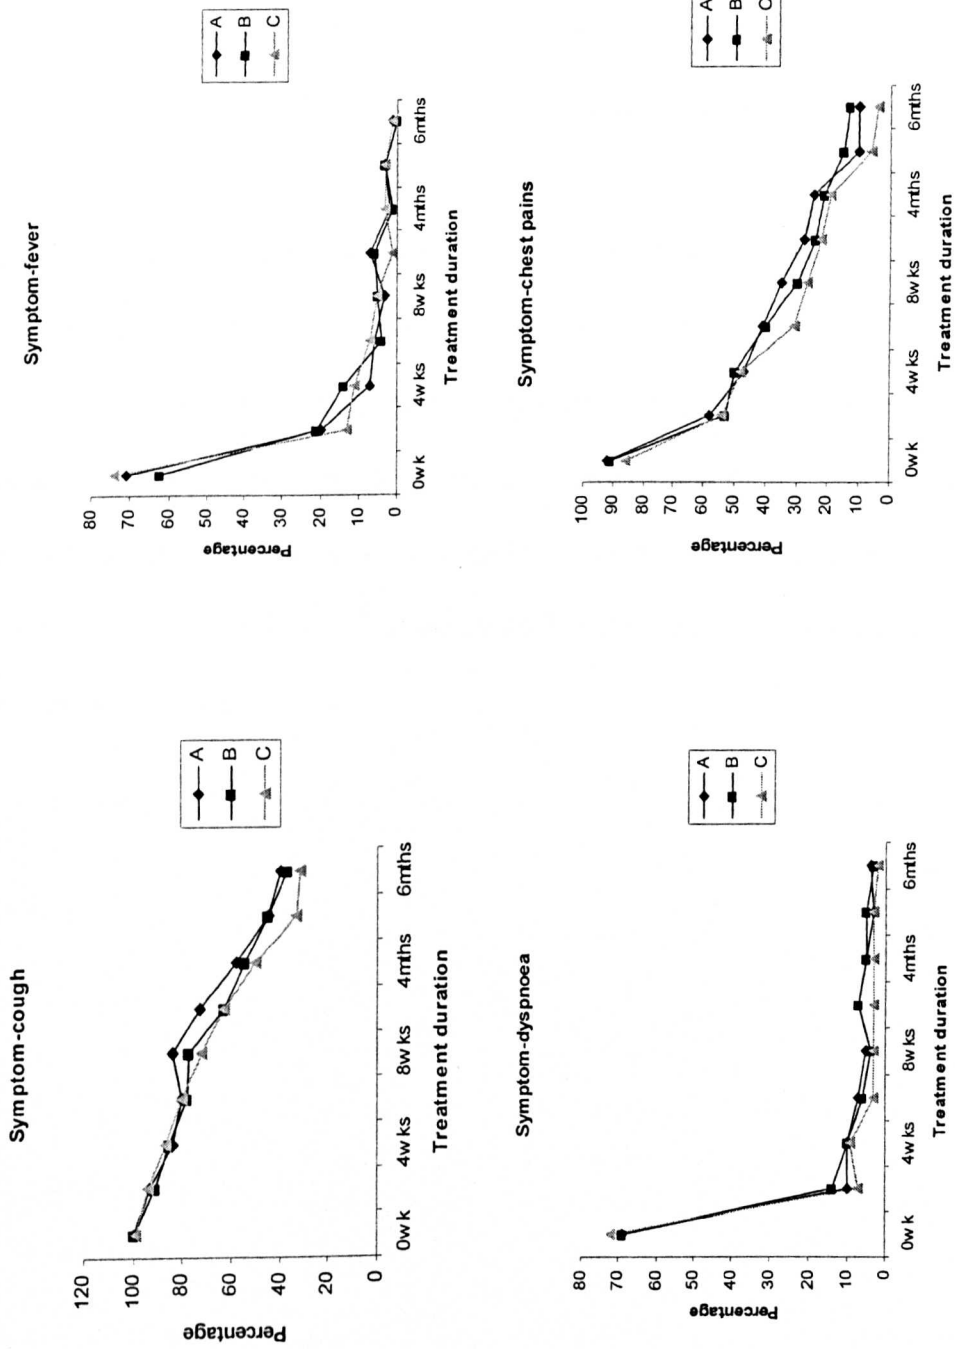 Symptom-cough
Percentage
120
100
80
60
40
20
0
0wk
4wks
8wks
4mths
6mths
Treatment duration
A
B
C
Symptom-fever
Percentage
80
70
60
50
40
30
20
10
0
0wk
4wks
8wks
4mths
6mths
Treatment duration
A
B
C
Symptom-dyspnoea
Percentage
80
70
60
50
40
30
20
10
0
0wk
4wks
8wks
4mths
6mths
Treatment duration
A
B
C
Symptom-chest pains
Percentage
100
90
80
70
60
50
40
30
20
10
0
0wk
4wks
8wks
4mths
6mths
Treatment duration
A
B
C